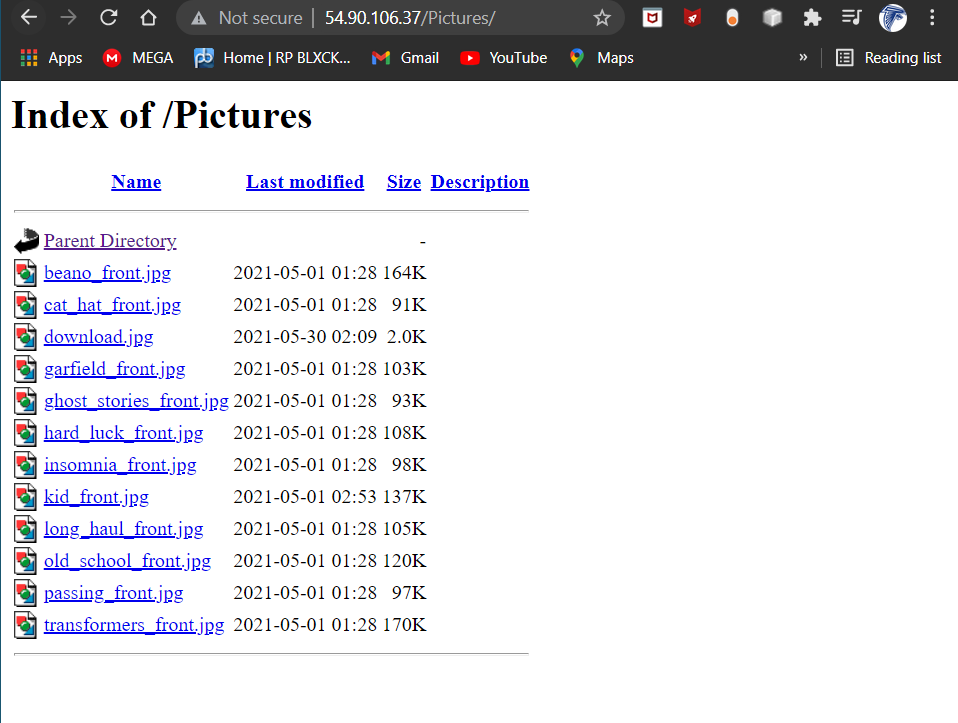 Not secure | 54.90.106.37/Pictures/
Apps MEGA Home | RP BLXCK... Gmail YouTube Maps » Reading list
Index of /Pictures
Name Last modified Size Description
Parent Directory -
beano_front.jpg 2021-05-01 01:28 164K
cat_hat_front.jpg 2021-05-01 01:28 91K
download.jpg 2021-05-30 02:09 2.0K
garfield_front.jpg 2021-05-01 01:28 103K
ghost_stories_front.jpg 2021-05-01 01:28 93K
hard_luck_front.jpg 2021-05-01 01:28 108K
insomnia_front.jpg 2021-05-01 01:28 98K
kid_front.jpg 2021-05-01 02:53 137K
long_haul_front.jpg 2021-05-01 01:28 105K
old_school_front.jpg 2021-05-01 01:28 120K
passing_front.jpg 2021-05-01 01:28 97K
transformers_front.jpg 2021-05-01 01:28 170K